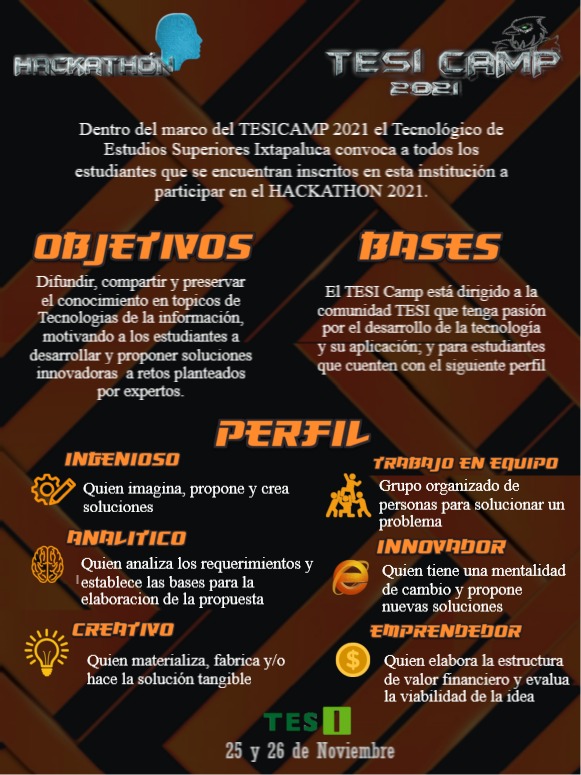 HACKATHÓN
TESI CAMP
2021
Dentro del marco del TESICAMP 2021 el Tecnológico de
Estudios Superiores Ixtapaluca convoca a todos los
estudiantes que se encuentran inscritos en esta institución a
participar en el HACKATHON 2021.
OBJETIVOS
Difundir, compartir y preservar
el conocimiento en topicos de
Tecnologias de la información,
motivando a los estudiantes a
desarrollar y proponer soluciones
innovadoras a retos planteados
por expertos.
BASES
El TESI Camp está dirigido a la
comunidad TESI que tenga pasión
por el desarrollo de la tecnología
y su aplicación; y para estudiantes
que cuenten con el siguiente perfil
PERFIL
INGENIOSO
Quien imagina, propone y crea
soluciones
ANALITICO
Quien analiza los requerimientos y
establece las bases para la
elaboracion de la propuesta
CREATIVO
Quien materializa, fabrica y/o
hace la solución tangible
TRABAJO EN EQUIPO
Grupo organizado de
personas para solucionar un
problema
INNOVADOR
Quien tiene una mentalidad
de cambio y propone
nuevas soluciones
EMPRENDEDOR
Quien elabora la estructura
de valor financiero y evalua
la viabilidad de la idea
TESI
25 y 26 de Noviembre